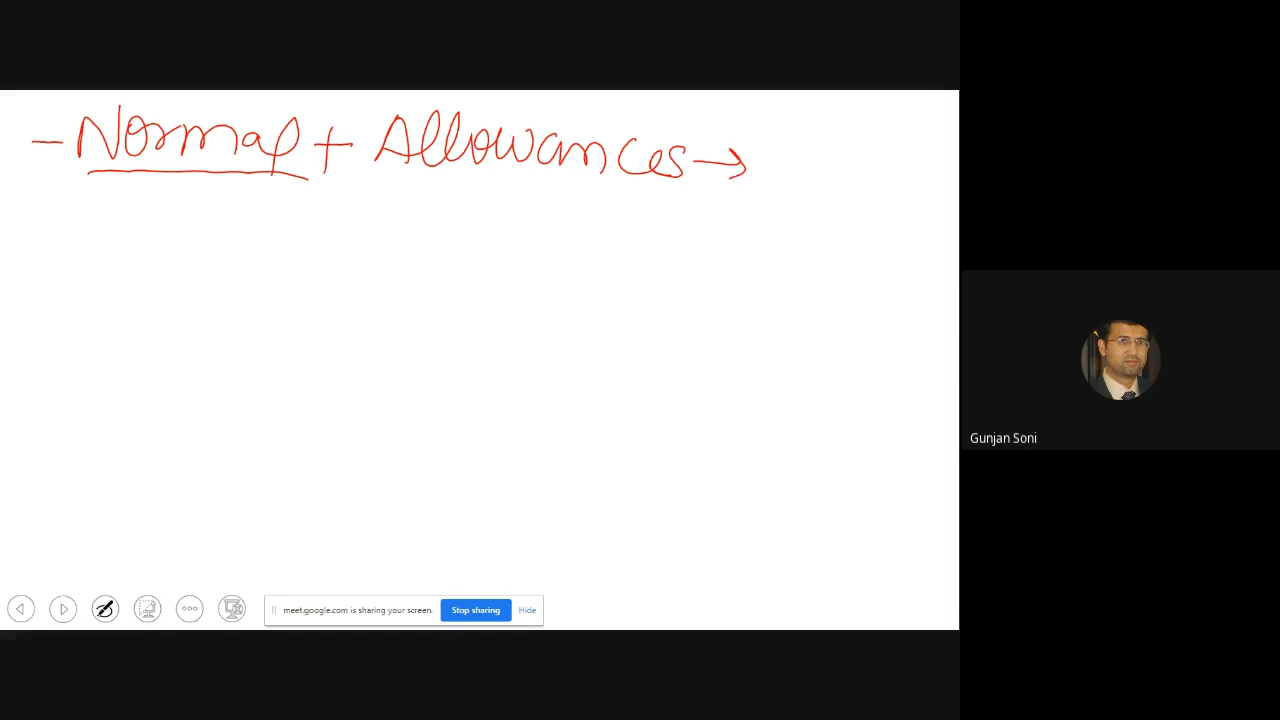 - Normal + Allowances →
Gunjan Soni
meet.google.com is sharing your screen. Stop sharing Hide